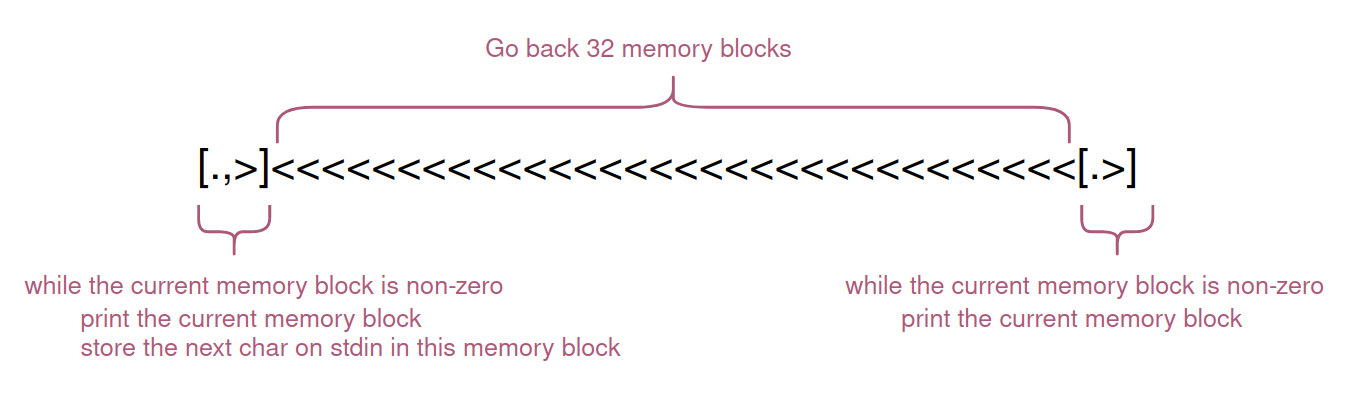 Go back 32 memory blocks
[.,>]<<<<<<<<<<<<<<<<<<<<<<<<<<<<<<<<[.>]
while the current memory block is non-zero
print the current memory block
store the next char on stdin in this memory block
while the current memory block is non-zero
print the current memory block